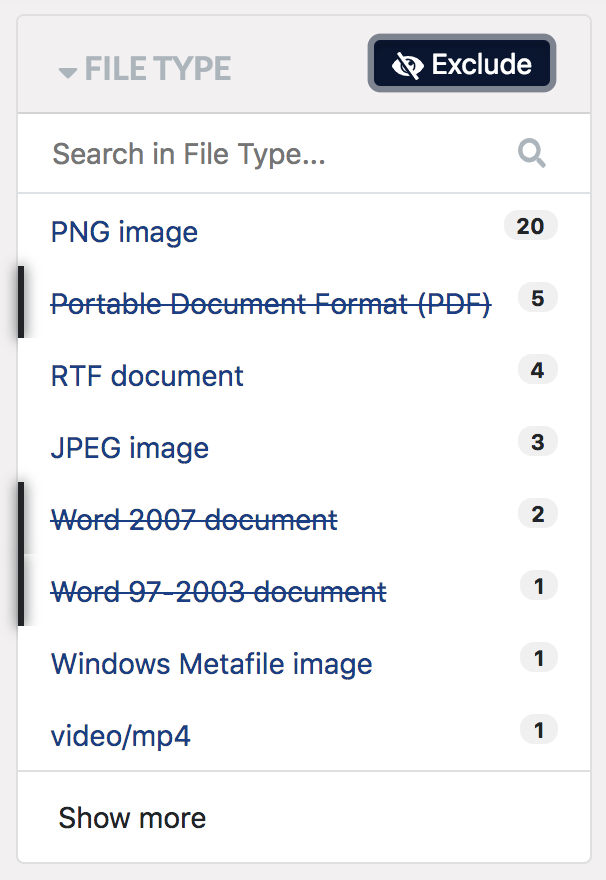 FILE TYPE Exclude
Search in File Type...
PNG image 20
Portable Document Format (PDF) 5
RTF document 4
JPEG image 3
Word 2007 document 2
Word 97-2003 document 1
Windows Metafile image 1
video/mp4 1
Show more